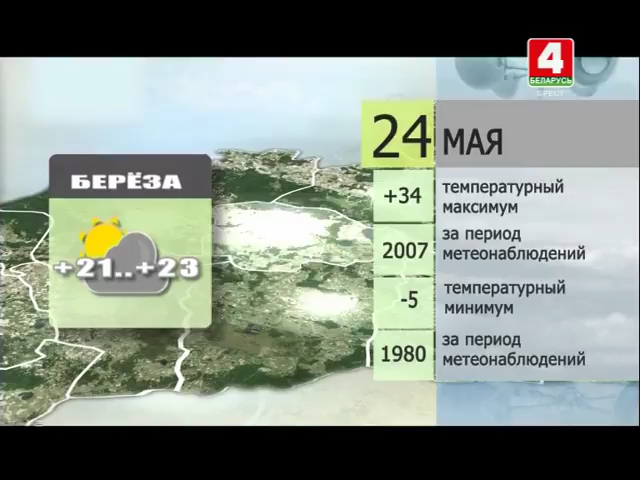 4
БЕЛАРУСЬ
БРЕСТ
24 МАЯ
БЕРЁЗА
+21..+23
+34 температурный
максимум
2007 за период
метеонаблюдений
-5 температурный
минимум
1980 за период
метеонаблюдений